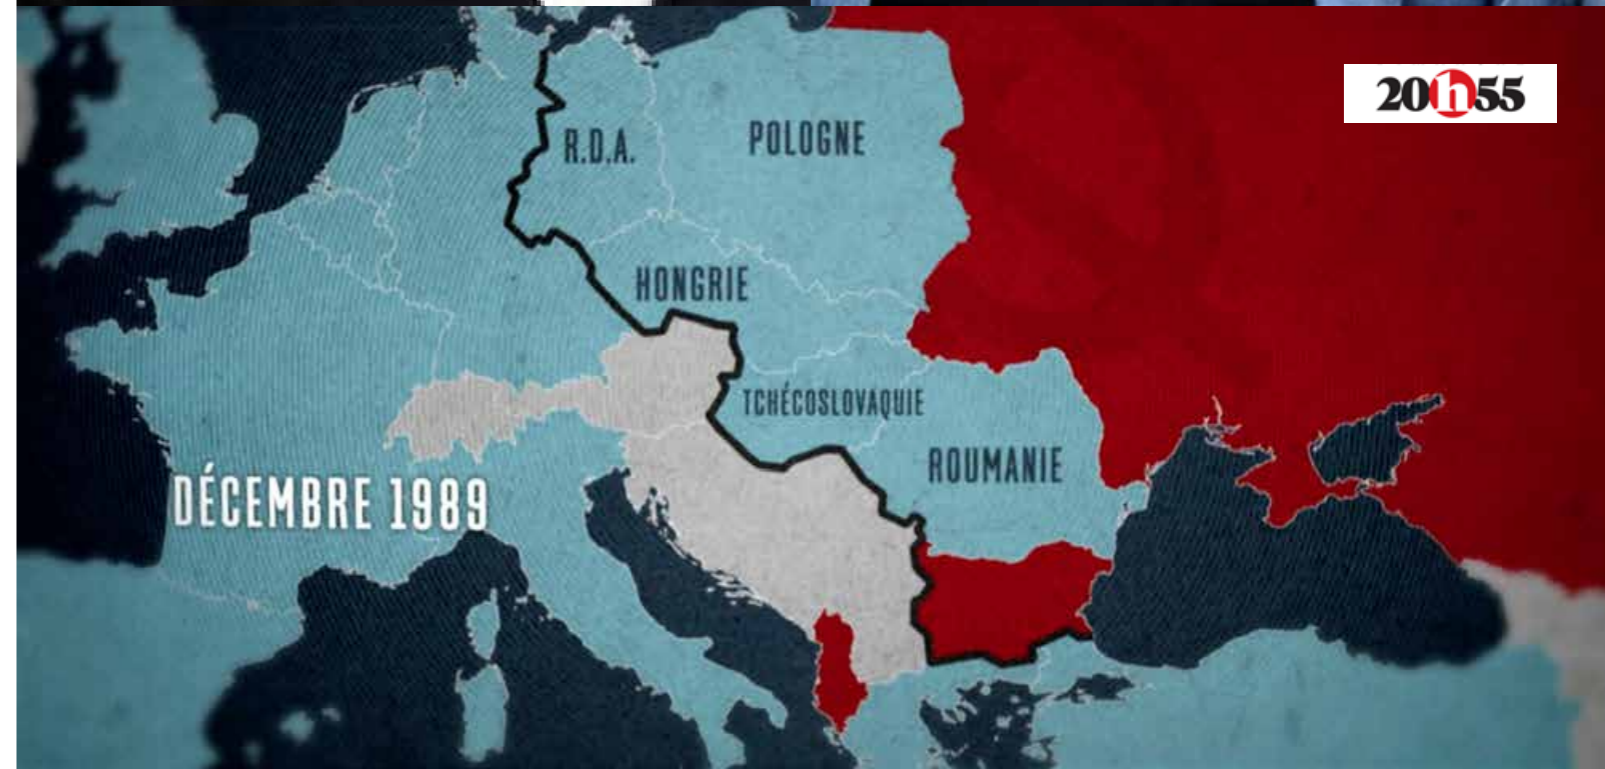 20h55
R.D.A.
POLOGNE
HONGRIE
TCHÉCOSLOVAQUIE
ROUMANIE
DÉCEMBRE 1989